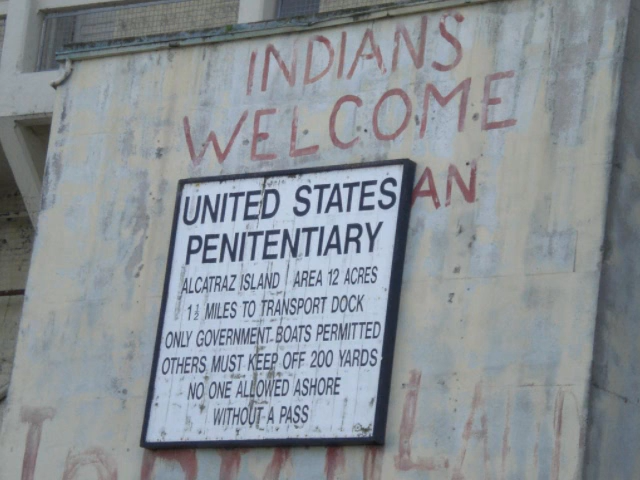 INDIANS
WELCOME
AN
UNITED STATES
PENITENTIARY
ALCATRAZ ISLAND AREA 12 ACRES
1½ MILES TO TRANSPORT DOCK
ONLY GOVERNMENT BOATS PERMITTED
OTHERS MUST KEEP OFF 200 YARDS
NO ONE ALLOWED ASHORE
WITHOUT A PASS
LAND